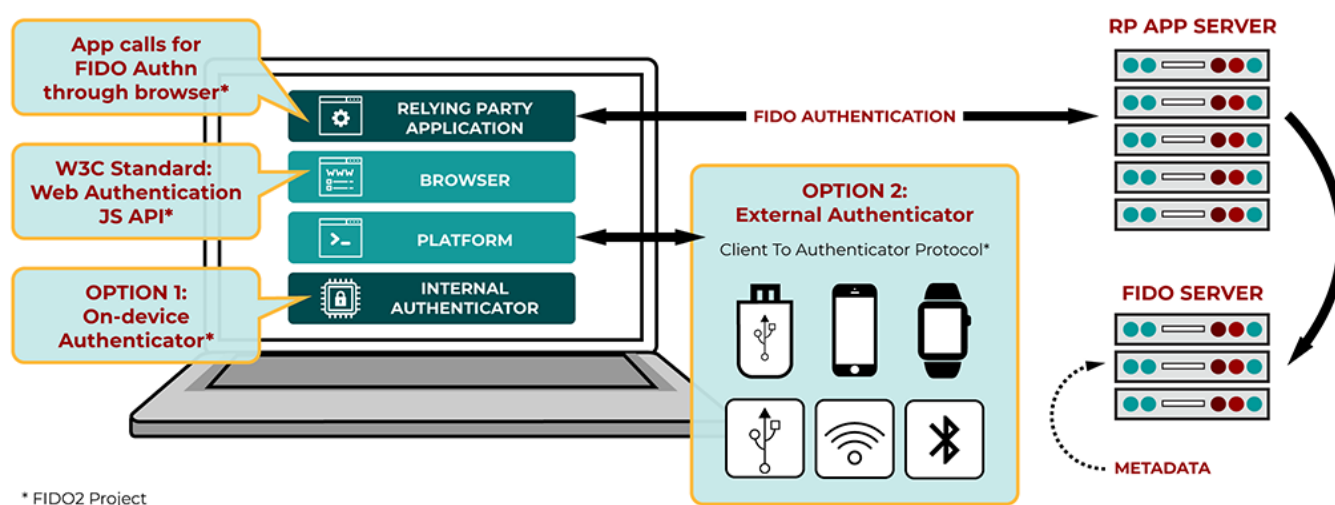 App calls for
FIDO Authn
through browser*
W3C Standard:
Web Authentication
JS API*
OPTION 1:
On-device
Authenticator*
RELYING PARTY
APPLICATION
WWW
BROWSER
PLATFORM
INTERNAL
AUTHENTICATOR
FIDO AUTHENTICATION
OPTION 2:
External Authenticator
Client To Authenticator Protocol*
RP APP SERVER
FIDO SERVER
METADATA
* FIDO2 Project